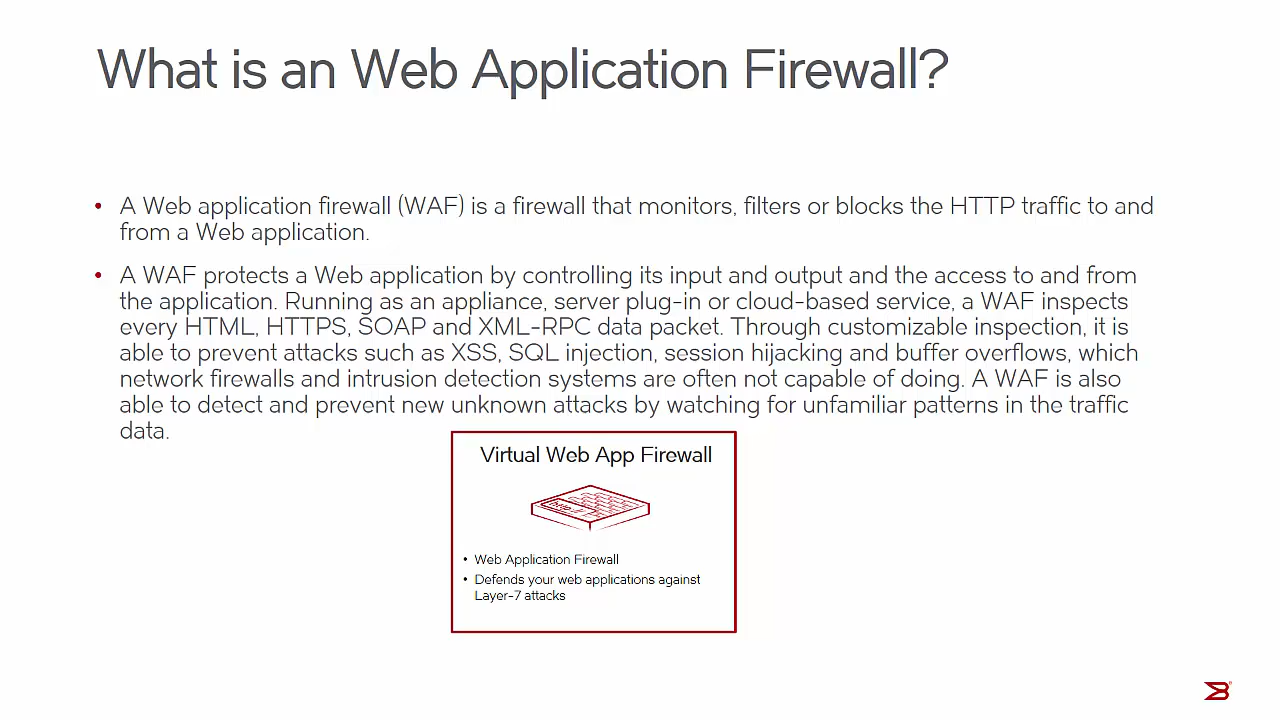 What is an Web Application Firewall?
• A Web application firewall (WAF) is a firewall that monitors, filters or blocks the HTTP traffic to and
from a Web application.
• A WAF protects a Web application by controlling its input and output and the access to and from
the application. Running as an appliance, server plug-in or cloud-based service, a WAF inspects
every HTML, HTTPS, SOAP and XML-RPC data packet. Through customizable inspection, it is
able to prevent attacks such as XSS, SQL injection, session hijacking and buffer overflows, which
network firewalls and intrusion detection systems are often not capable of doing. A WAF is also
able to detect and prevent new unknown attacks by watching for unfamiliar patterns in the traffic
data.
Virtual Web App Firewall
• Web Application Firewall
• Defends your web applications against
Layer-7 attacks